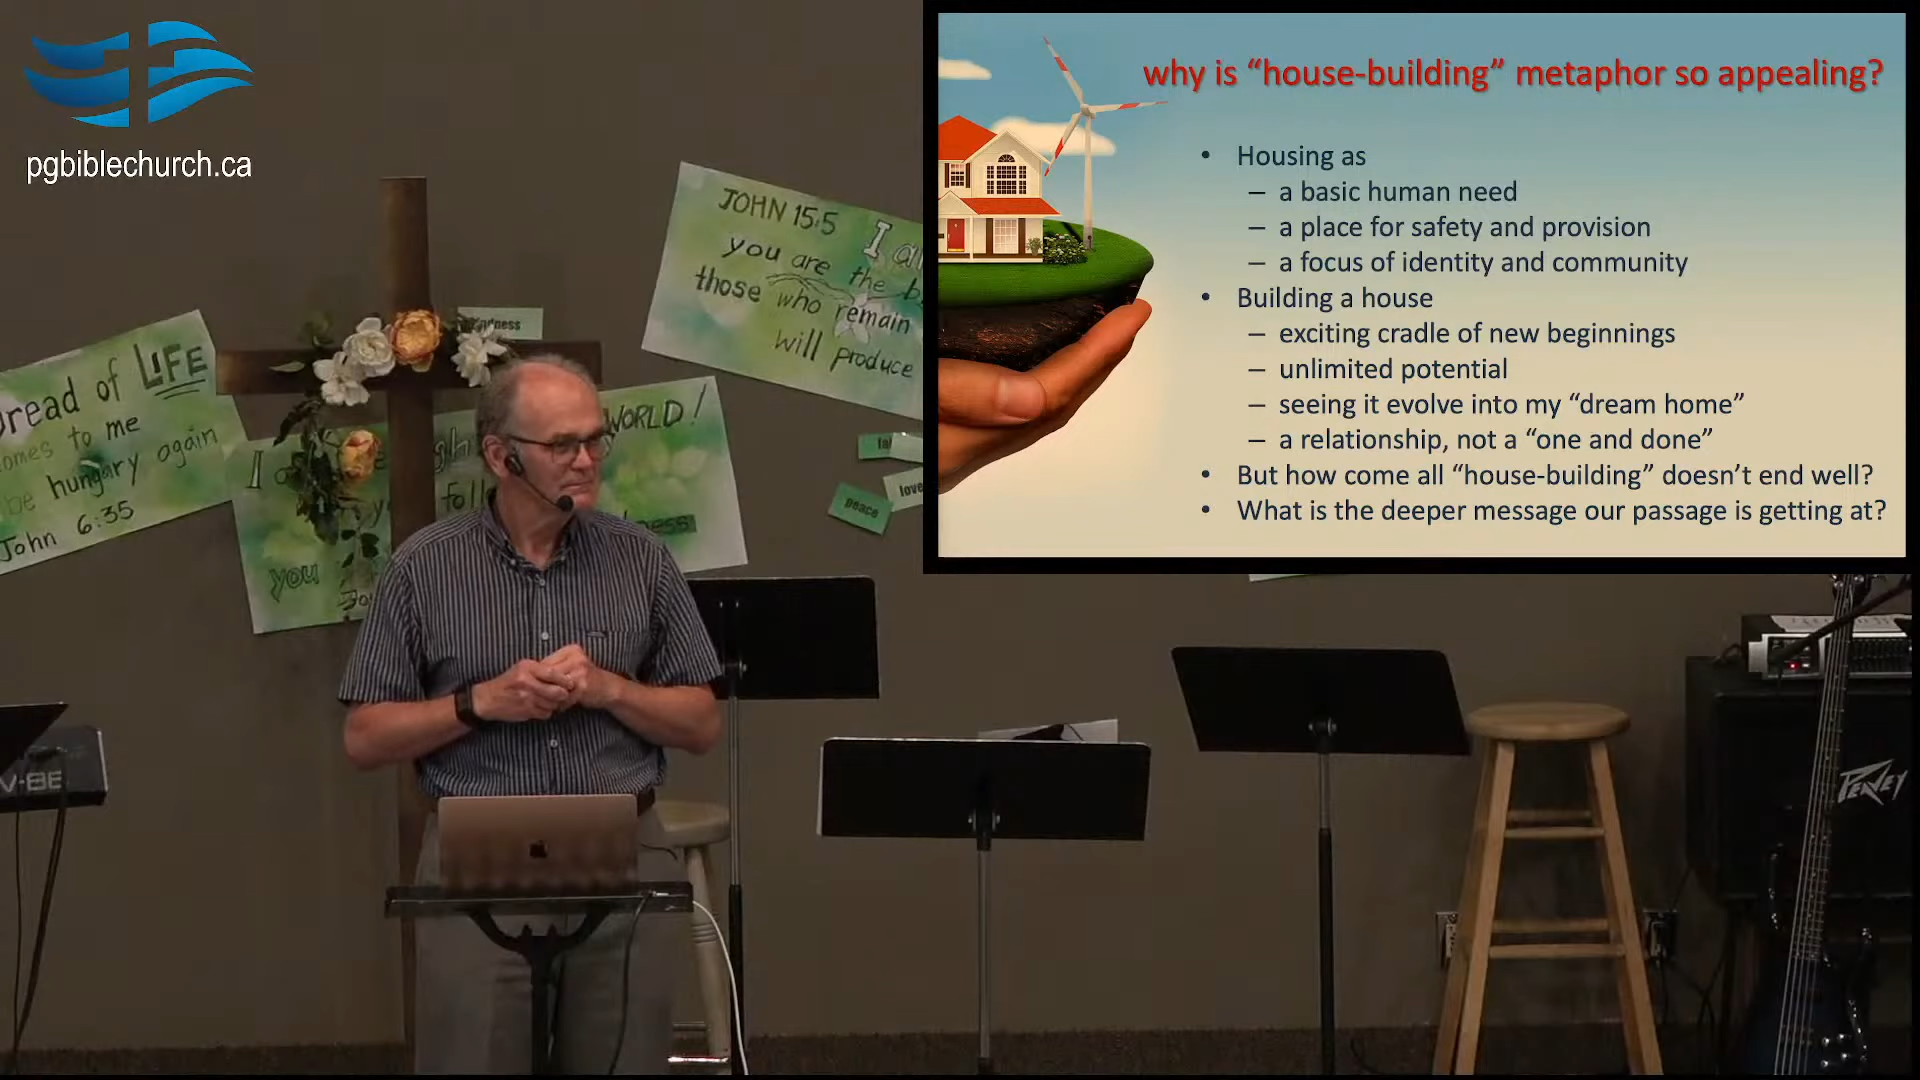 pgbiblechurch.ca
why is “house-building” metaphor so appealing?
• Housing as
– a basic human need
– a place for safety and provision
– a focus of identity and community
• Building a house
– exciting cradle of new beginnings
– unlimited potential
– seeing it evolve into my “dream home”
– a relationship, not a “one and done”
• But how come all “house-building” doesn’t end well?
• What is the deeper message our passage is getting at?
JOHN 15:5 I
you are the
those who remain
will produce
of LIFE
to me
be hungry again
John 6:35
I
WORLD!
you
peace
love
V-8E
PEAVEY